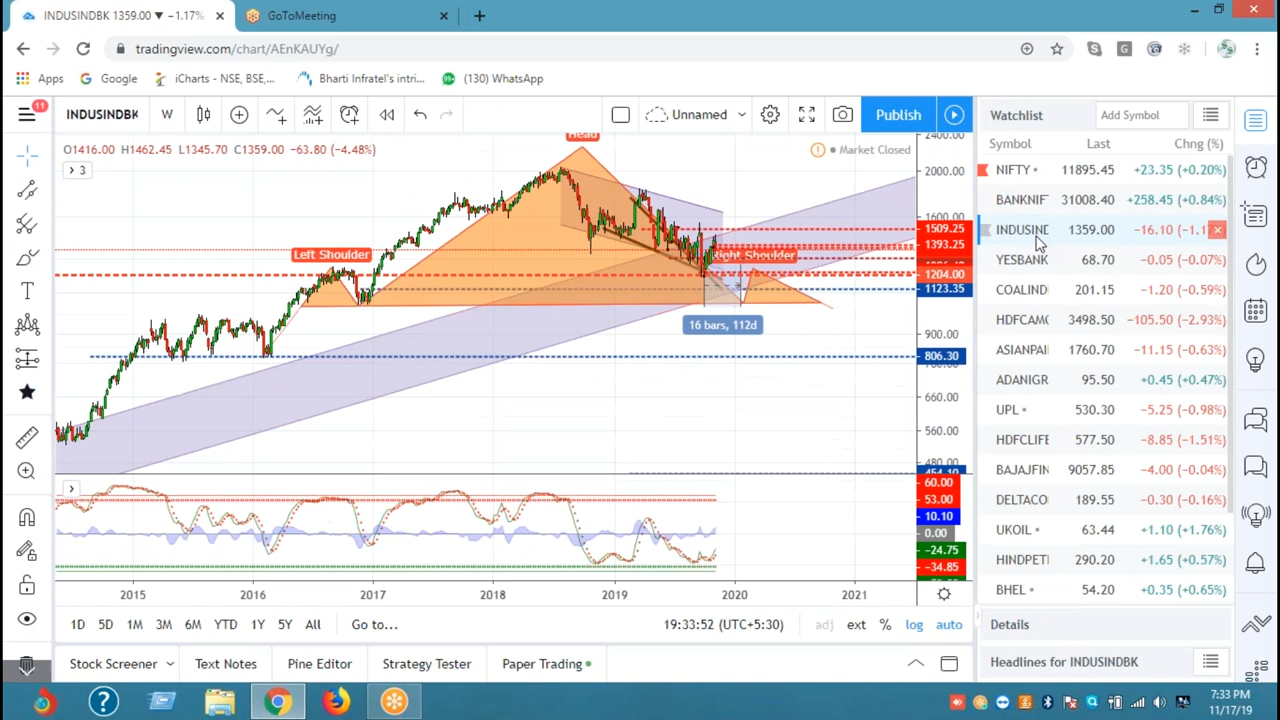 INDUSINDBK 1359.00 ▼ −1.17%
GoToMeeting
tradingview.com/chart/AEnKAUYg/
Apps
Google
iCharts - NSE, BSE,...
Bharti Infratel's intri...
(130) WhatsApp
11
INDUSINDBK
W
Unnamed
Publish
Watchlist
Add Symbol
O1416.00 H1462.45 L1345.70 C1359.00 −63.80 (−4.48%)
Market Closed
3
Head
Left Shoulder
Right Shoulder
16 bars, 112d
2400.00
2000.00
1600.00
1509.25
1393.25
1204.00
1123.35
900.00
806.30
660.00
560.00
480.00
454.10
60.00
53.00
10.10
0.00
−24.75
−34.85
2015
2016
2017
2018
2019
2020
2021
1D
5D
1M
3M
6M
YTD
1Y
5Y
All
Go to...
19:33:52 (UTC+5:30)
adj
ext
%
log
auto
Stock Screener
Text Notes
Pine Editor
Strategy Tester
Paper Trading
Symbol Last Chng (%)
NIFTY 11895.45 +23.35 (+0.20%)
BANKNIF 31008.40 +258.45 (+0.84%)
INDUSIND 1359.00 −16.10 (−1.1
YESBANK 68.70 −0.05 (−0.07%)
COALIND 201.15 −1.20 (−0.59%)
HDFCAMC 3498.50 −105.50 (−2.93%)
ASIANPAI 1760.70 −11.15 (−0.63%)
ADANIGR 95.50 +0.45 (+0.47%)
UPL 530.30 −5.25 (−0.98%)
HDFCLIFE 577.50 −8.85 (−1.51%)
BAJAJFIN 9057.85 −4.00 (−0.04%)
DELTACO 189.55 −0.30 (−0.16%)
UKOIL 63.44 +1.10 (+1.76%)
HINDPETI 290.20 +1.65 (+0.57%)
BHEL 54.20 +0.35 (+0.65%)
Details
Headlines for INDUSINDBK
7:33 PM
11/17/19